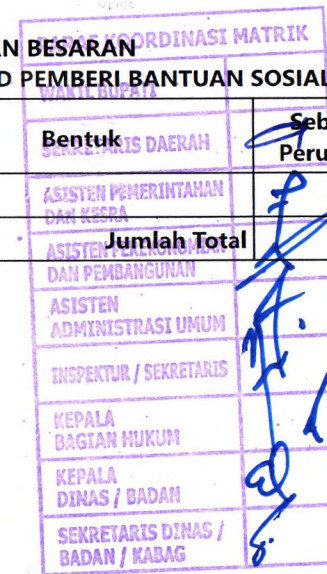 AN BESARAN
PARAF KOORDINASI MATRIK
D PEMBERI BANTUAN SOSIAL
WAKIL BUPATI
Bentuk
Seb
Peru
SEKRETARIS DAERAH
ASISTEN PEMERINTAHAN
DAN KESRA
Jumlah Total
ASISTEN PEREKONOMIAN
DAN PEMBANGUNAN
ASISTEN
ADMINISTRASI UMUM
INSPEKTUR / SEKRETARIS
KEPALA
BAGIAN HUKUM
KEPALA
DINAS / BADAN
SEKRETARIS DINAS /
BADAN / KABAG